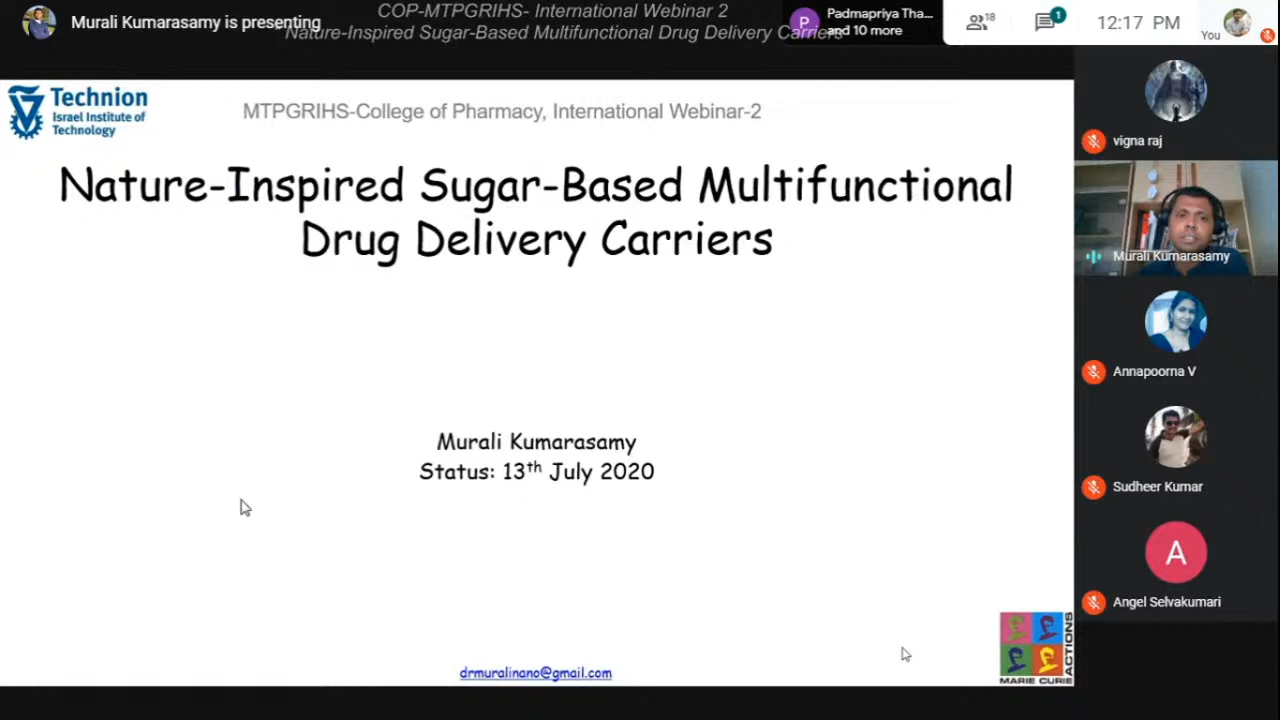 Murali Kumarasamy is presenting
COP-MTPGRIHS- International Webinar 2
"Nature-Inspired Sugar-Based Multifunctional Drug Delivery Carriers
P
Padmapriya Tha...
and 10 more
18
1
12:17 PM
You
Technion
Israel Institute of
Technology
MTPGRIHS-College of Pharmacy, International Webinar-2
Nature-Inspired Sugar-Based Multifunctional
Drug Delivery Carriers
Murali Kumarasamy
Status: 13th July 2020
drmuralinano@gmail.com
MARIE CURIE
ACTIONS
vigna raj
Murali Kumarasamy
Annapoorna V
Sudheer Kumar
A
Angel Selvakumari